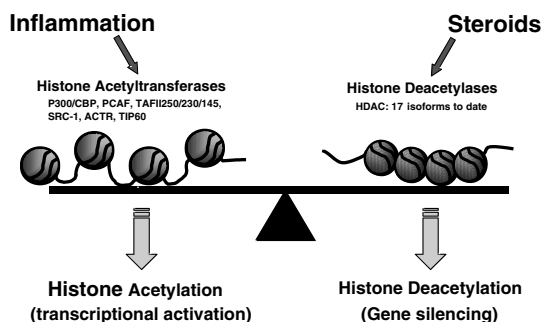 Inflammation
Steroids
Histone Acetyltransferases
P300/CBP, PCAF, TAFII250/230/145,
SRC-1, ACTR, TIP60
Histone Deacetylases
HDAC: 17 isoforms to date
Histone Acetylation
(transcriptional activation)
Histone Deacetylation
(Gene silencing)